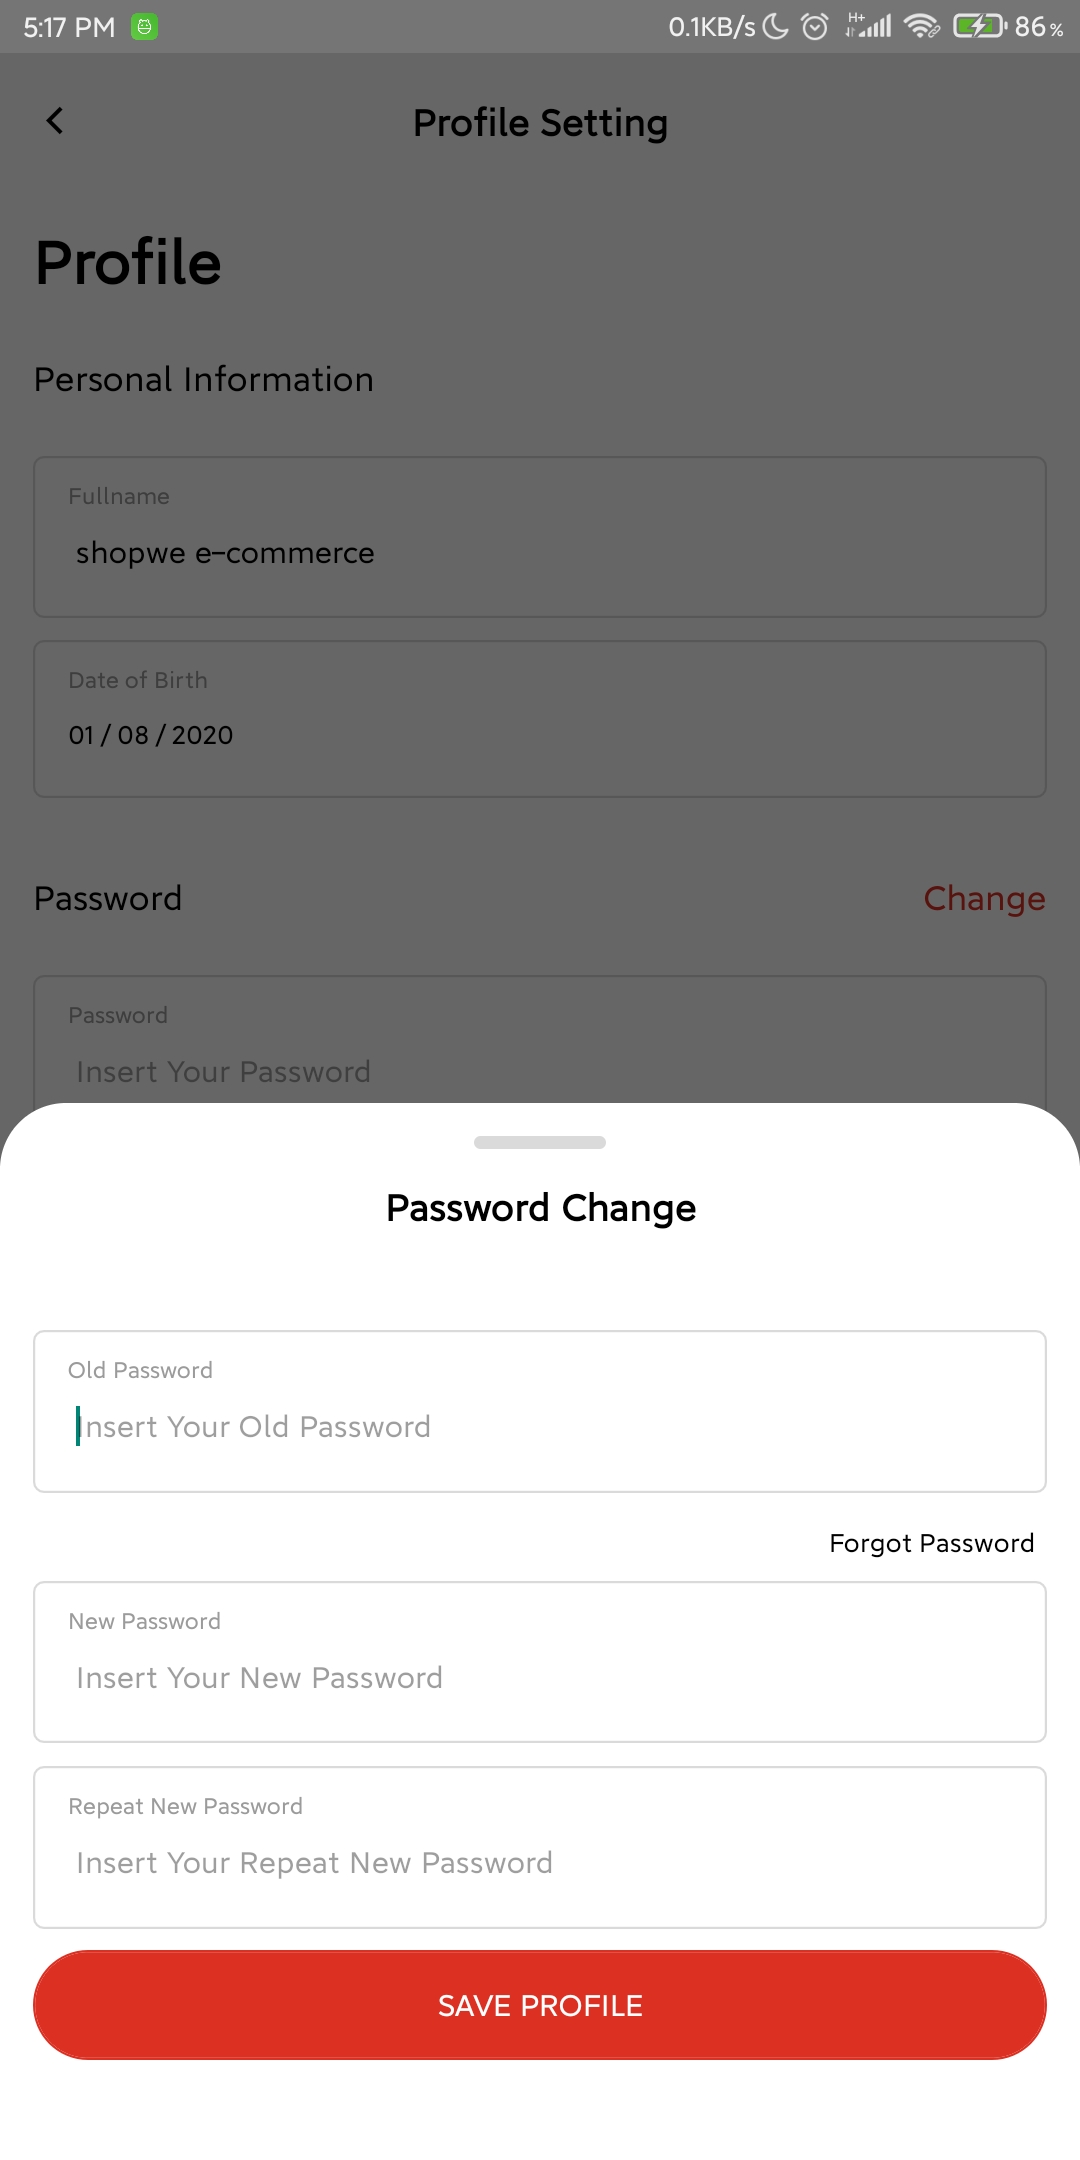 5:17 PM 0.1KB/s H+ 86%
Profile Setting
Profile
Personal Information
Fullname
shopwe e-commerce
Date of Birth
01 / 08 / 2020
Password Change
Password
Insert Your Password
Password Change
Old Password
Insert Your Old Password
Forgot Password
New Password
Insert Your New Password
Repeat New Password
Insert Your Repeat New Password
SAVE PROFILE